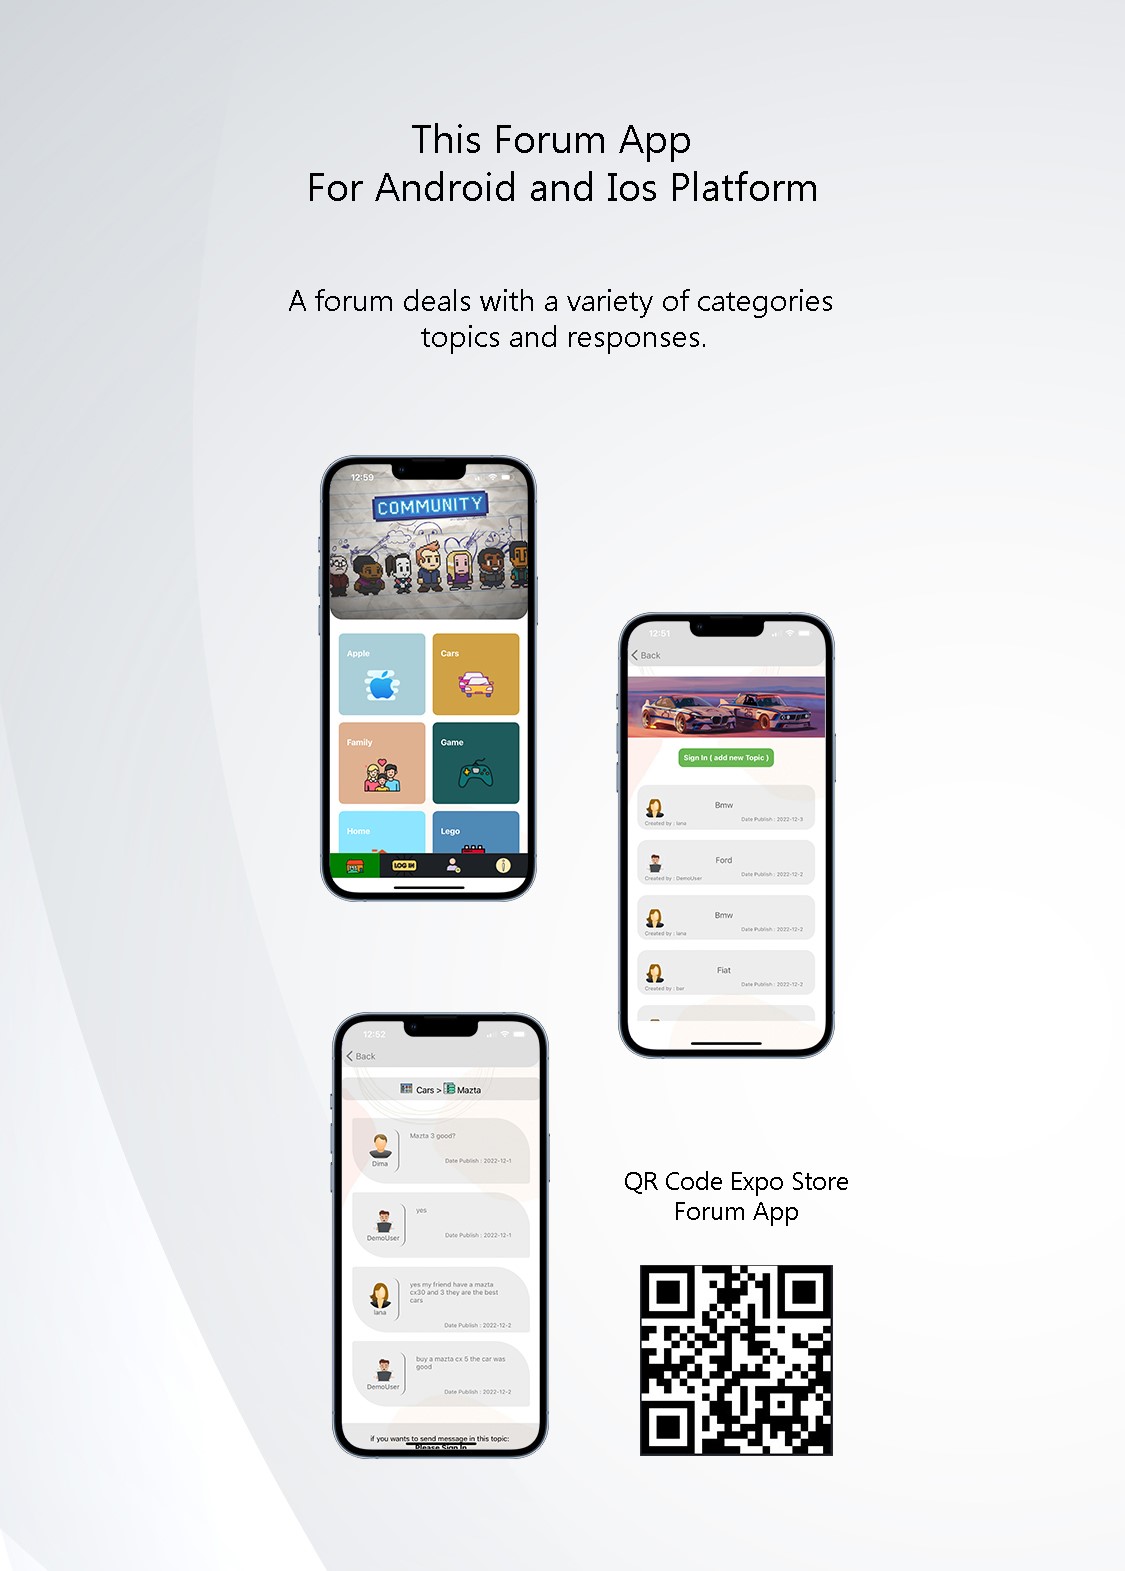 This Forum App
For Android and Ios Platform
A forum deals with a variety of categories
topics and responses.
12:59
COMMUNITY
Apple
Cars
Family
Game
Home
Lego
LOG IN
12:51
Back
Sign In ( add new Topic )
Bmw
Created by : lana
Date Publish : 2022-12-3
Ford
Created by : DemoUser
Date Publish : 2022-12-2
Bmw
Created by : lana
Date Publish : 2022-12-2
Fiat
Created by : ber
Date Publish : 2022-12-2
12:52
Back
Cars > Mazta
Mazta 3 good?
Dima
Date Publish : 2022-12-1
yes
DemoUser
Date Publish : 2022-12-1
yes my friend have a mazta
cx30 and 3 they are the best
cars
lana
Date Publish : 2022-12-2
buy a mazta cx 5 the car was
good
DemoUser
Date Publish : 2022-12-2
if you wants to send message in this topic:
Please Sign In
QR Code Expo Store
Forum App